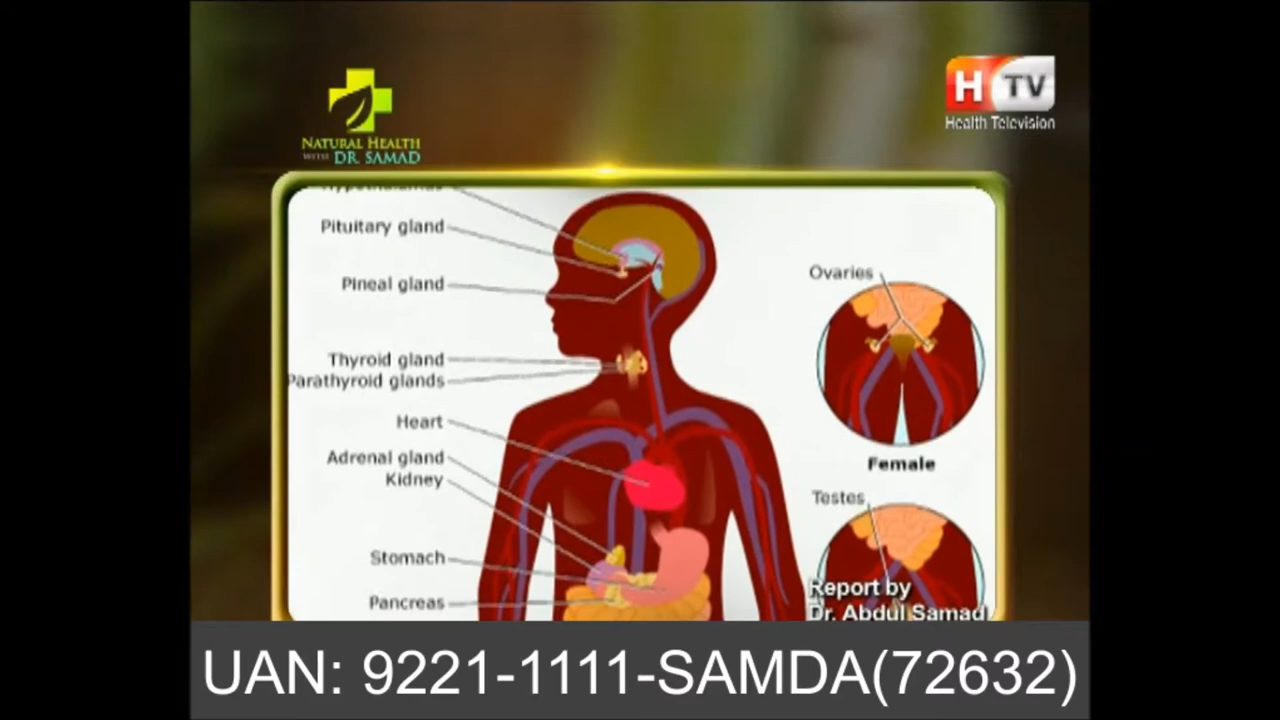 NATURAL HEALTH
WITH DR. SAMAD
H TV
Health Television
Pituitary gland
Pineal gland
Thyroid gland
Parathyroid glands
Heart
Adrenal gland
Kidney
Stomach
Pancreas
Ovaries
Female
Testes
Report by
Dr. Abdul Samad
UAN: 9221-1111-SAMDA(72632)